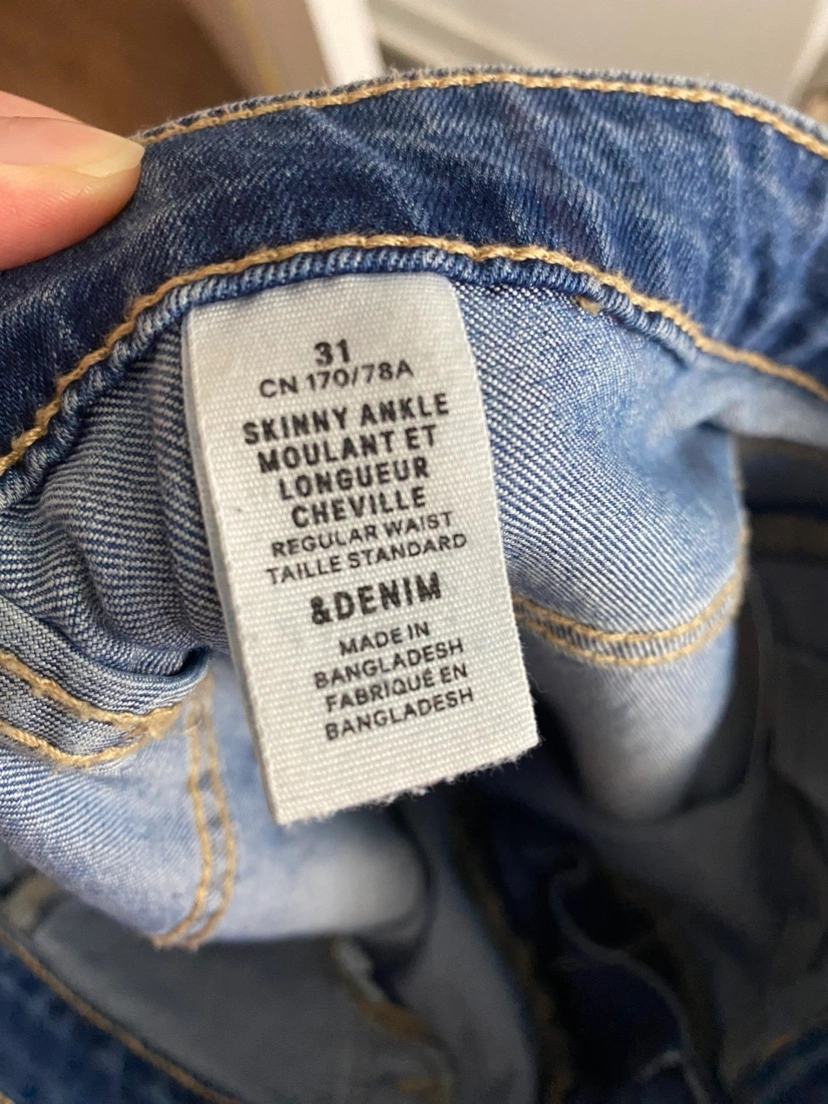 31
CN 170/78A
SKINNY ANKLE
MOULANT ET
LONGUEUR
CHEVILLE
REGULAR WAIST
TAILLE STANDARD
&DENIM
MADE IN
BANGLADESH
FABRIQUÉ EN
BANGLADESH